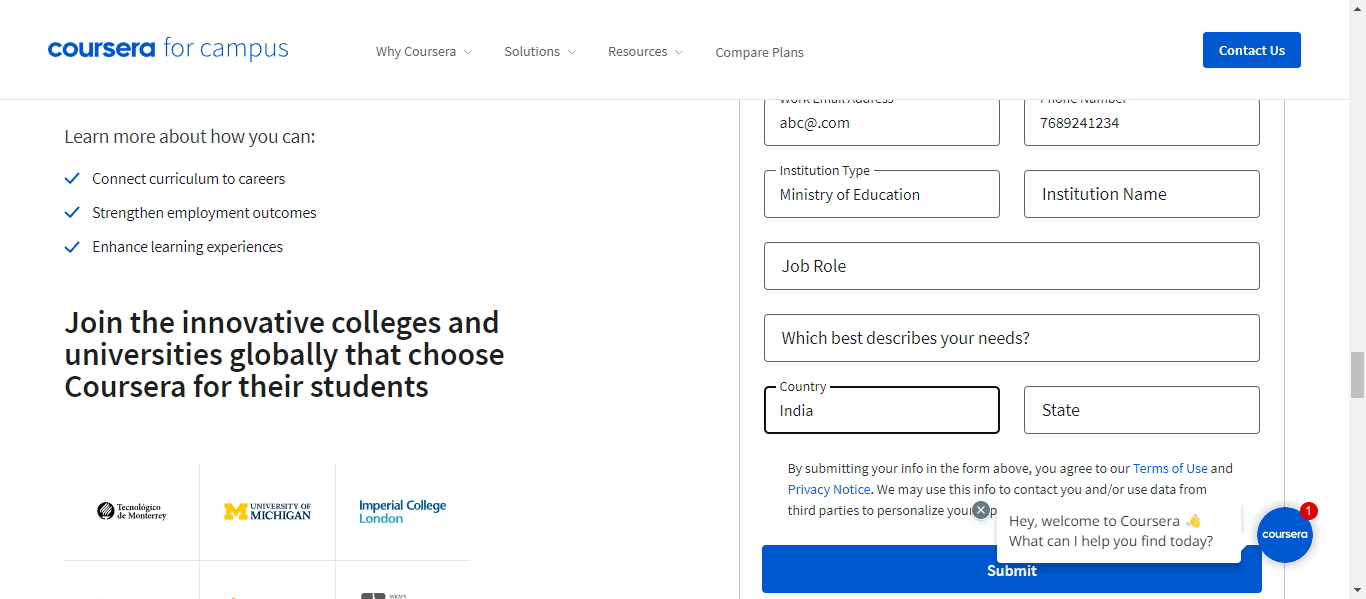 coursera for campus
Why Coursera
Solutions
Resources
Compare Plans
Contact Us
Learn more about how you can:
Connect curriculum to careers
Strengthen employment outcomes
Enhance learning experiences
Join the innovative colleges and
universities globally that choose
Coursera for their students
Tecnológico
de Monterrey
M UNIVERSITY OF
MICHIGAN
Imperial College
London
Work Email Address
abc@.com
Phone Number
7689241234
Institution Type
Ministry of Education
Institution Name
Job Role
Which best describes your needs?
Country
India
State
By submitting your info in the form above, you agree to our Terms of Use and
Privacy Notice. We may use this info to contact you and/or use data from
third parties to personalize your
Hey, welcome to Coursera 👋
What can I help you find today?
coursera
1
Submit